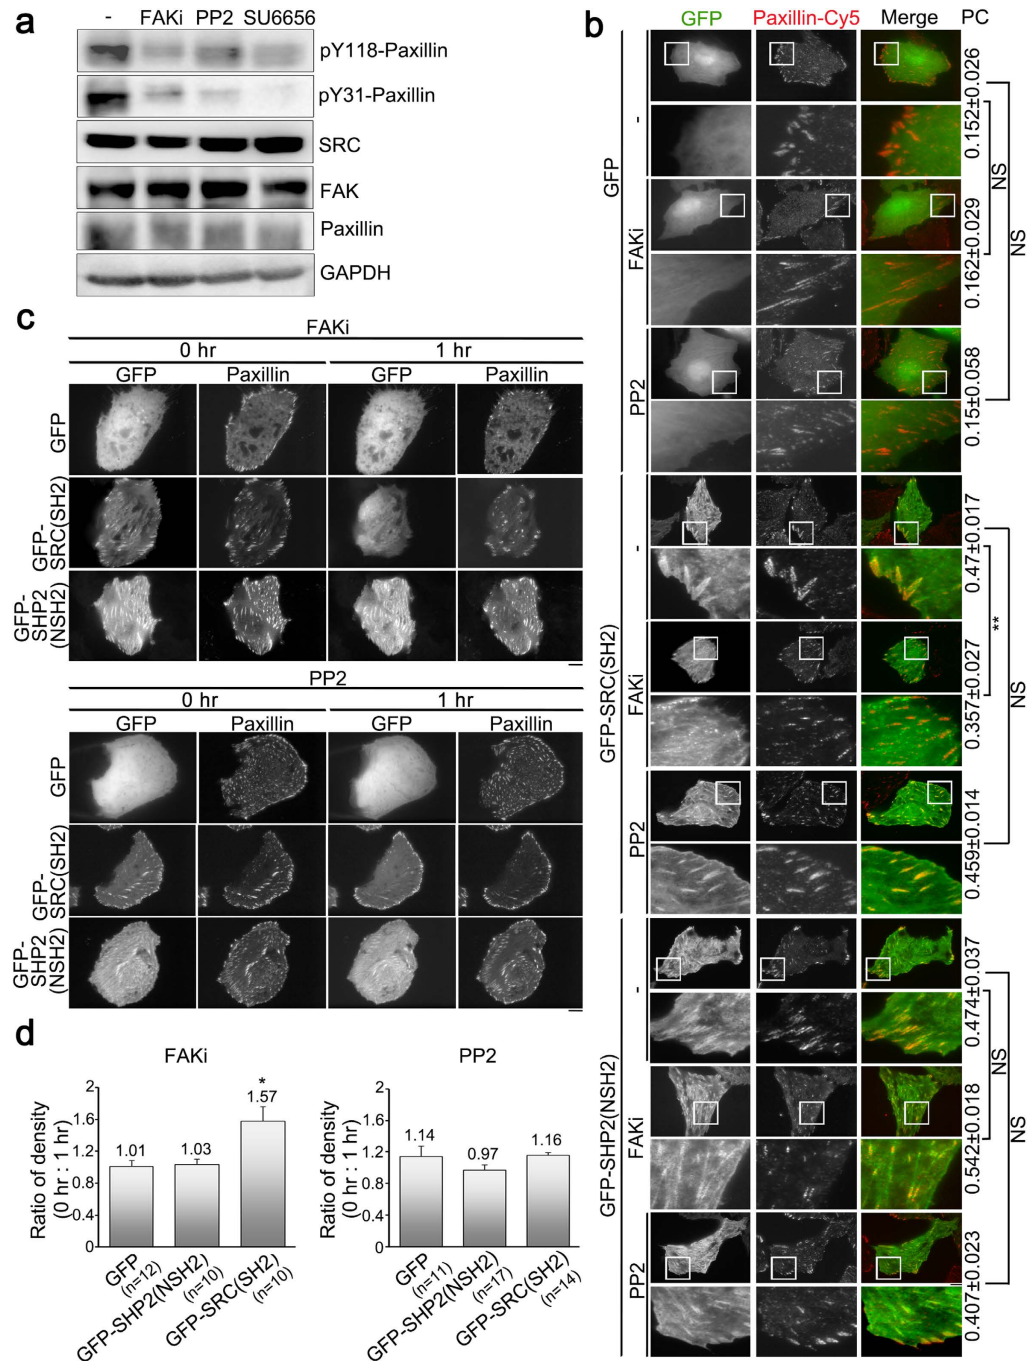 a
- FAKi PP2 SU6656
pY118-Paxillin
pY31-Paxillin
SRC
FAK
Paxillin
GAPDH
b
GFP Paxillin-Cy5 Merge PC
GFP
-
0.152±0.026
FAKi
0.162±0.029
PP2
0.15±0.058
NS
NS
GFP-SRC(SH2)
-
0.47±0.017
FAKi
0.357±0.027
PP2
0.459±0.014
**
NS
GFP-SHP2(NSH2)
-
0.474±0.037
FAKi
0.542±0.018
PP2
0.407±0.023
NS
NS
c
FAKi
0 hr 1 hr
GFP Paxillin GFP Paxillin
GFP
GFP-
SRC(SH2)
GFP-
SHP2
(NSH2)
PP2
0 hr 1 hr
GFP Paxillin GFP Paxillin
GFP
GFP-
SRC(SH2)
GFP-
SHP2
(NSH2)
d
FAKi
Ratio of density
(0 hr : 1 hr)
2
1.6
1.2
0.8
0.4
1.01
1.03
*
1.57
GFP
(n=12)
GFP-SHP2(NSH2)
(n=10)
GFP-SRC(SH2)
(n=10)
PP2
Ratio of density
(0 hr : 1 hr)
2
1.6
1.2
0.8
0.4
1.14
0.97
1.16
GFP
(n=11)
GFP-SHP2(NSH2)
(n=17)
GFP-SRC(SH2)
(n=14)